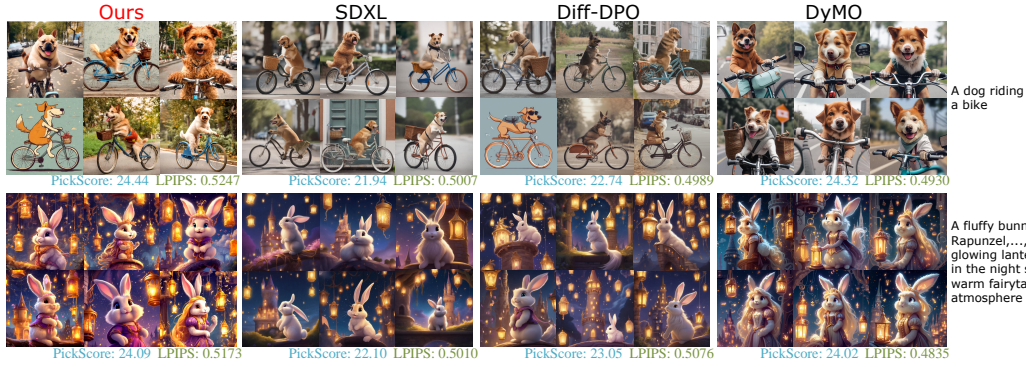 Ours SDXL Diff-DPO DyMO
A dog riding
a bike
PickScore: 24.44 LPIPS: 0.5247 PickScore: 21.94 LPIPS: 0.5007 PickScore: 22.74 LPIPS: 0.4989 PickScore: 24.32 LPIPS: 0.4930
A fluffy
Rapunzel,...,
glowing
in the night
warm
atmosphere
PickScore: 24.09 LPIPS: 0.5173 PickScore: 22.10 LPIPS: 0.5010 PickScore: 23.05 LPIPS: 0.5076 PickScore: 24.02 LPIPS: 0.4835